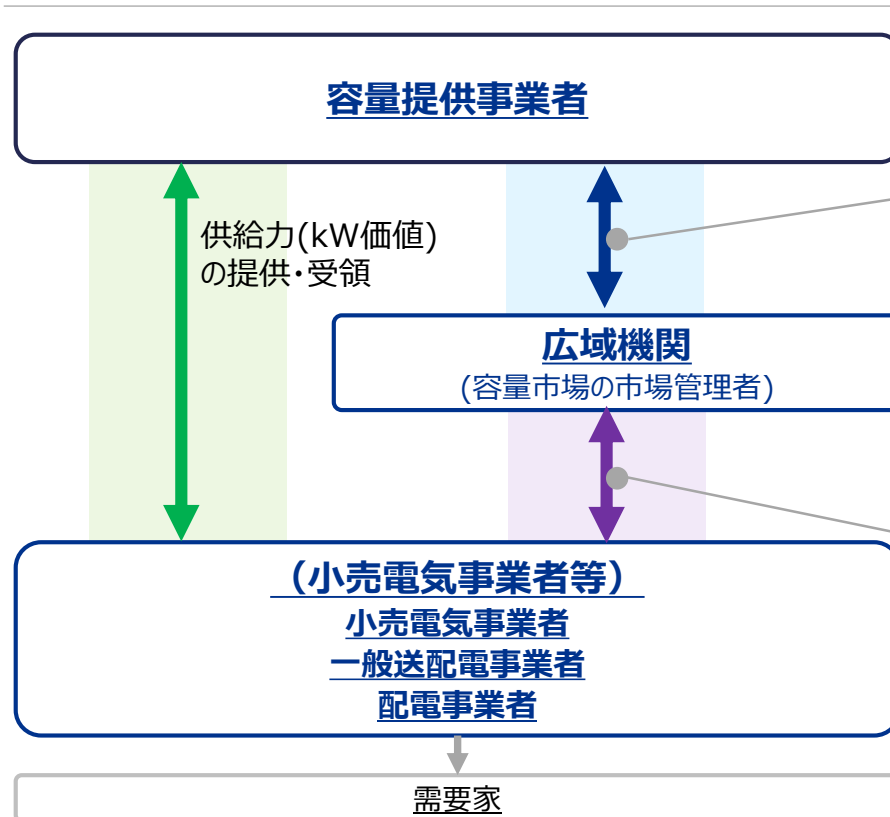 容量提供事業者
供給力(kW価値)
の提供・受領
広域機関
(容量市場の市場管理者)
（小売電気事業者等）
小売電気事業者
一般送配電事業者
配電事業者
需要家